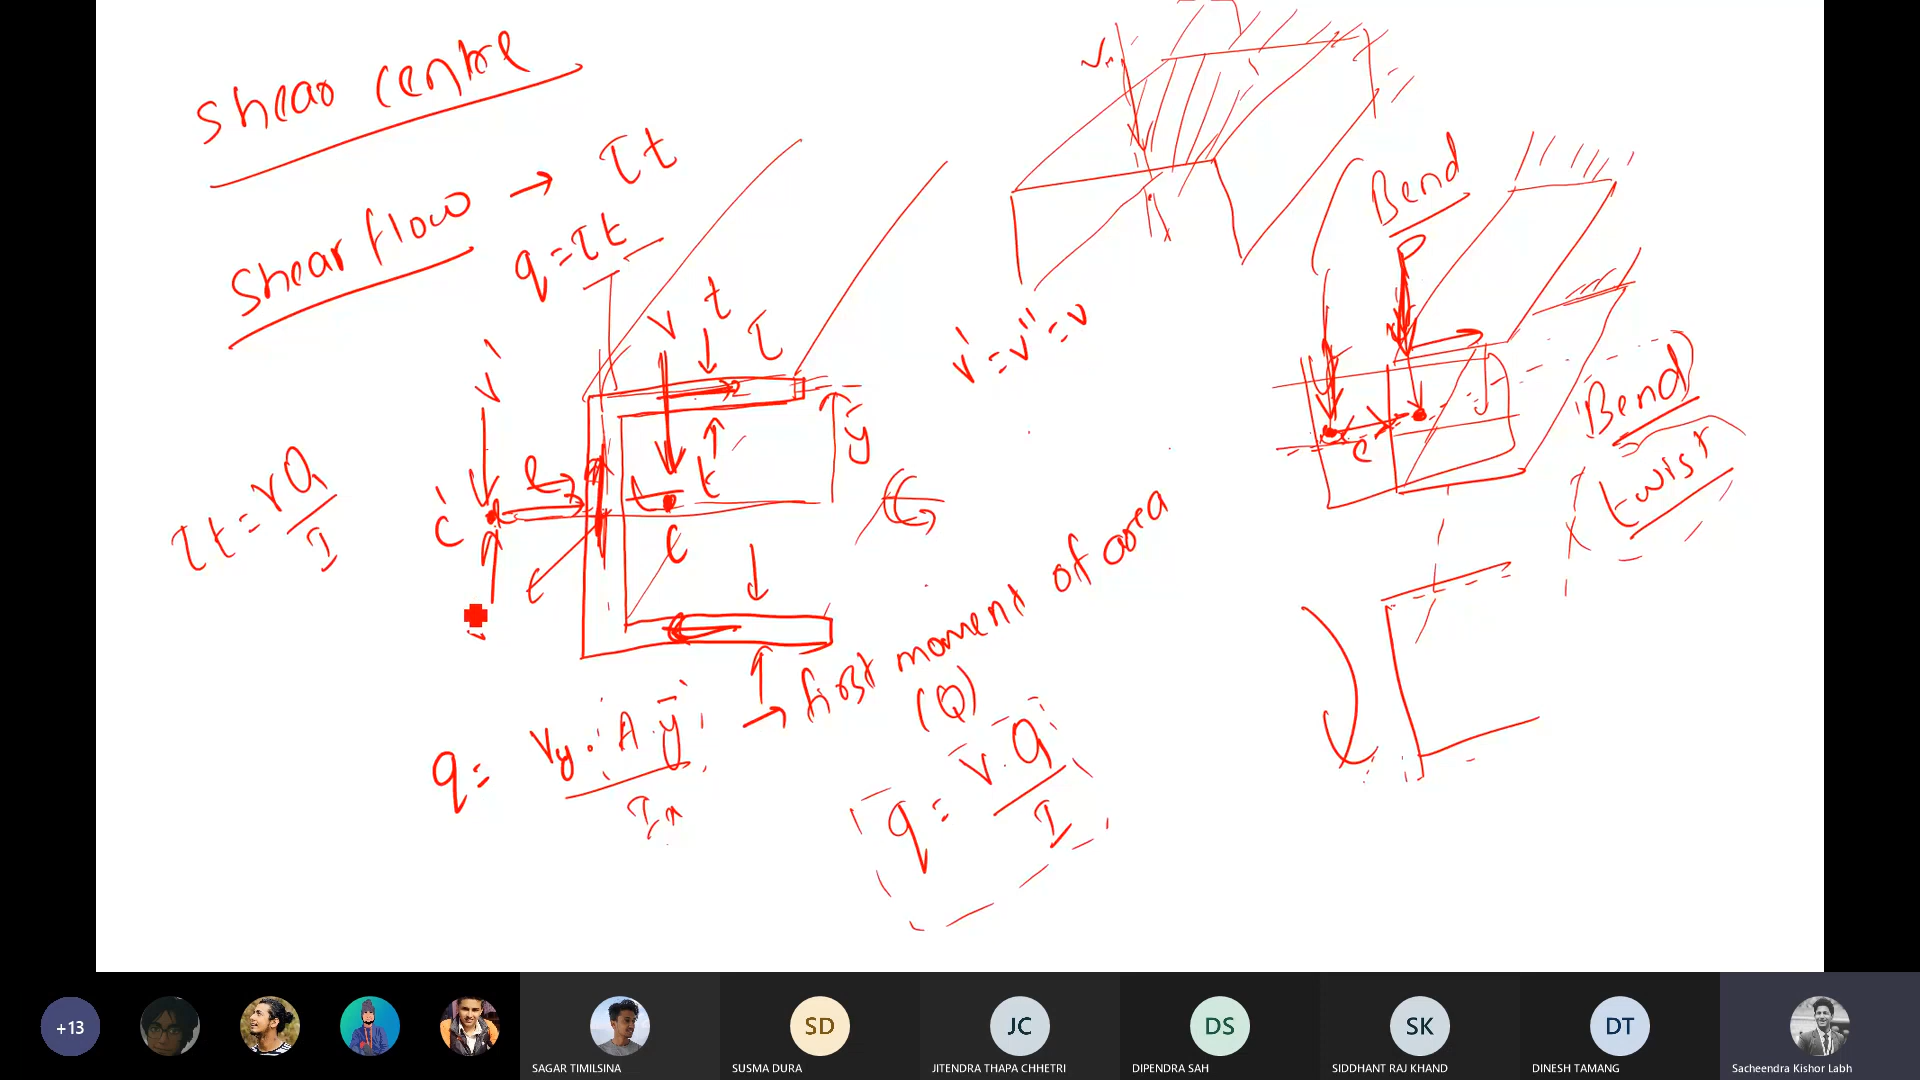 Shear centre
Shear flow → τt
q = τt
V'
V
t
τ
t
ȳ
V' = V'' = V
Bend
P
e
Bend
twist
τt = VQ/I
C'
e
C
t
q = Vy . A . ȳ / Ix
→ first moment of area
(Q)
q = V . Q / I
+13
SAGAR TIMILSINA
SD
SUSMA DURA
JC
JITENDRA THAPA CHHETRI
DS
DIPENDRA SAH
SK
SIDDHANT RAJ KHAND
DT
DINESH TAMANG
Sacheendra Kishor Labh